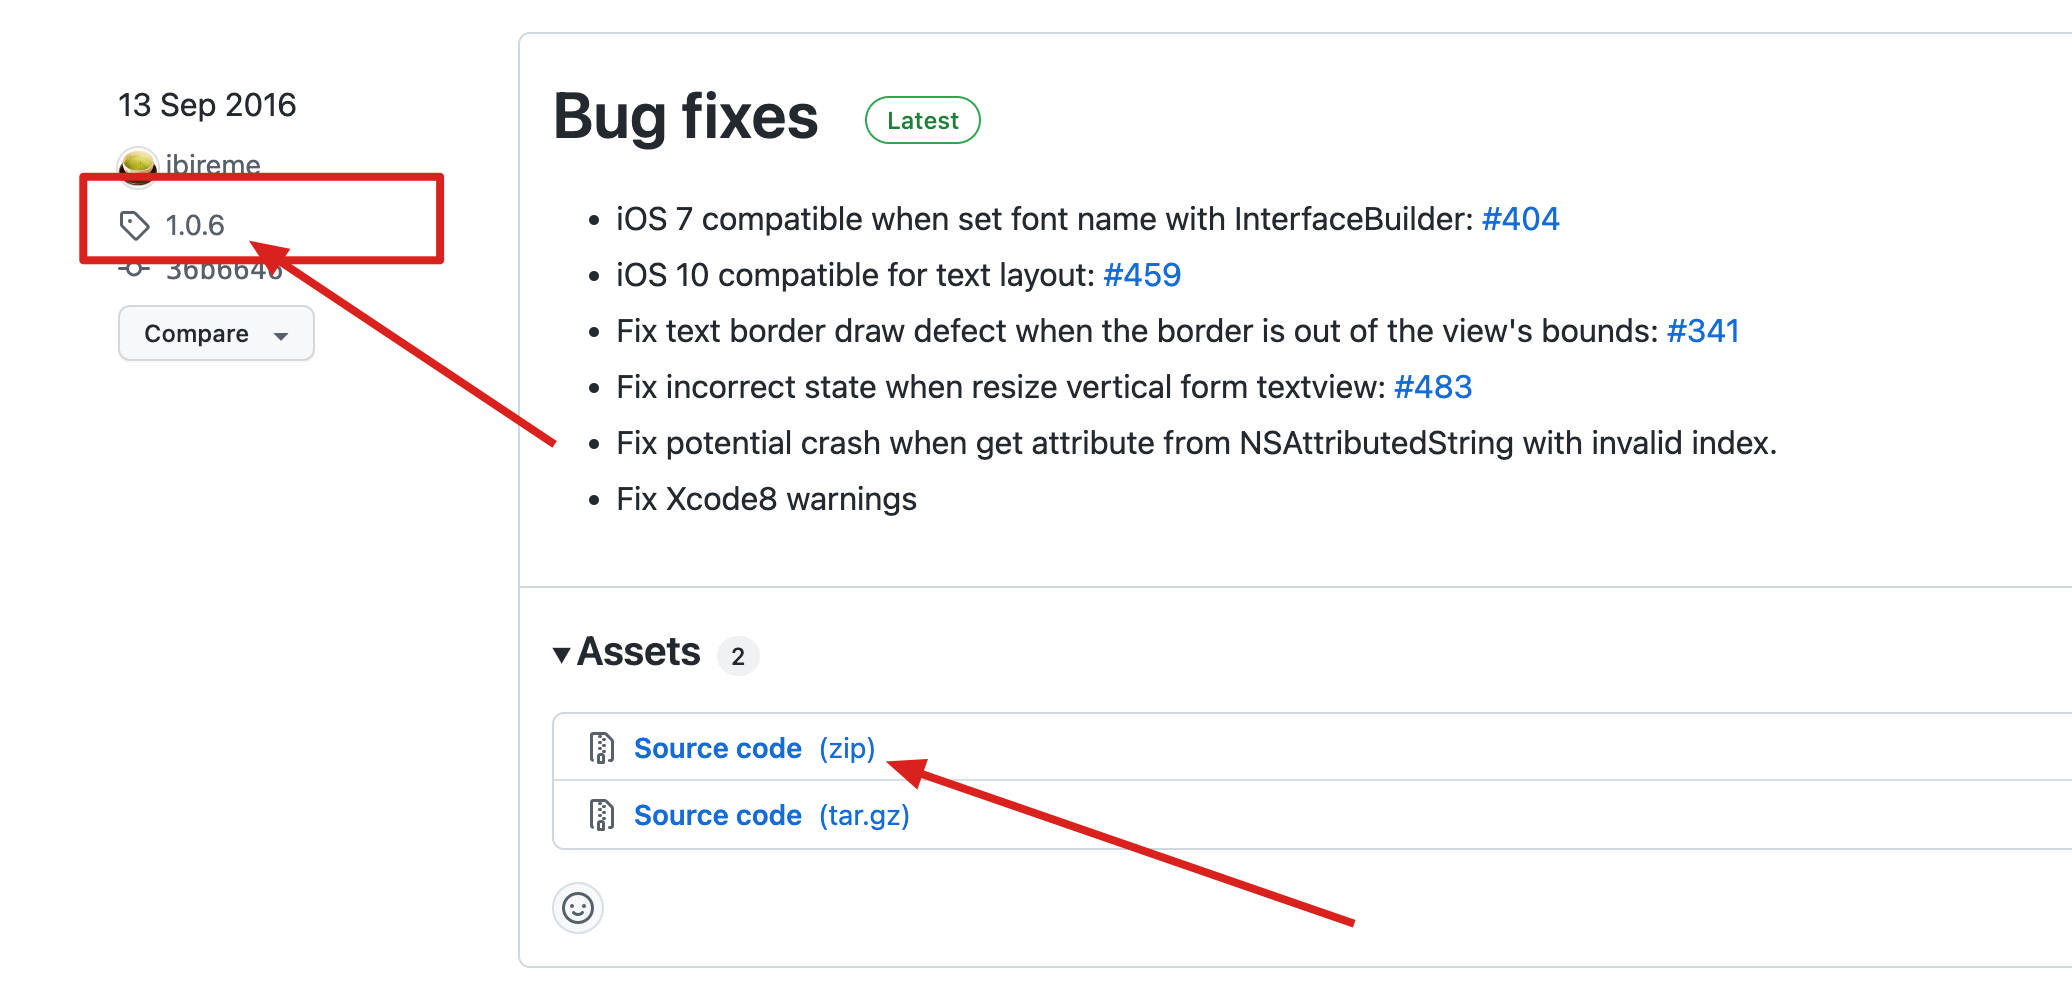 13 Sep 2016
ibireme
1.0.6
Compare
Bug fixes
Latest
iOS 7 compatible when set font name with InterfaceBuilder: #404
iOS 10 compatible for text layout: #459
Fix text border draw defect when the border is out of the view's bounds: #341
Fix incorrect state when resize vertical form textview: #483
Fix potential crash when get attribute from NSAttributedString with invalid index.
Fix Xcode8 warnings
Assets 2
Source code (zip)
Source code (tar.gz)